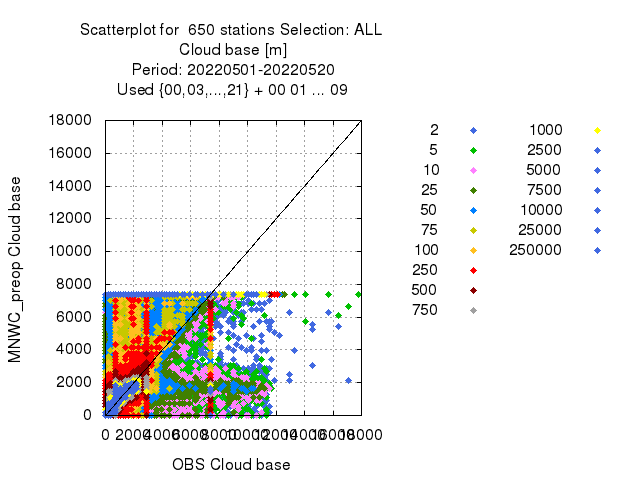 Scatterplot for  650 stations Selection: ALL
Cloud base [m]
Period: 20220501-20220520
Used {00,03,...,21} + 00 01 ... 09
MNWC_preop Cloud base
18000
16000
14000
12000
10000
8000
6000
4000
2000
0
0 2000 4000 6000 8000 10000 12000 14000 16000 18000
OBS Cloud base
2 1000
5 2500
10 5000
25 7500
50 10000
75 25000
100 250000
250
500
750